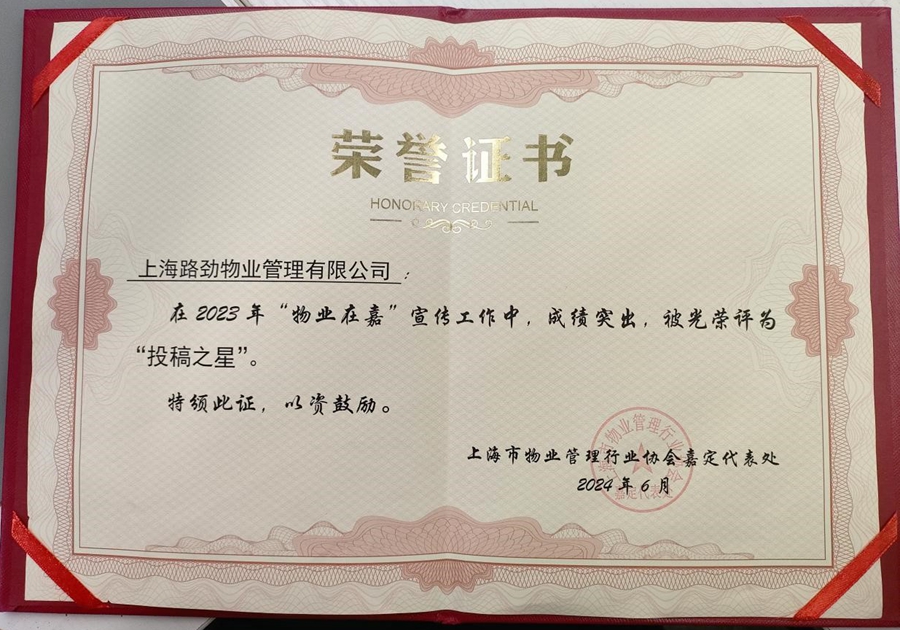 荣誉证书
HONORARY CREDENTIAL
上海路劲物业管理有限公司：
在2023年“物业在嘉”宣传工作中，成绩突出，被光荣评为
“投稿之星”。
特颁此证，以资鼓励。
上海市物业管理行业协会嘉定代表处
2024年6月